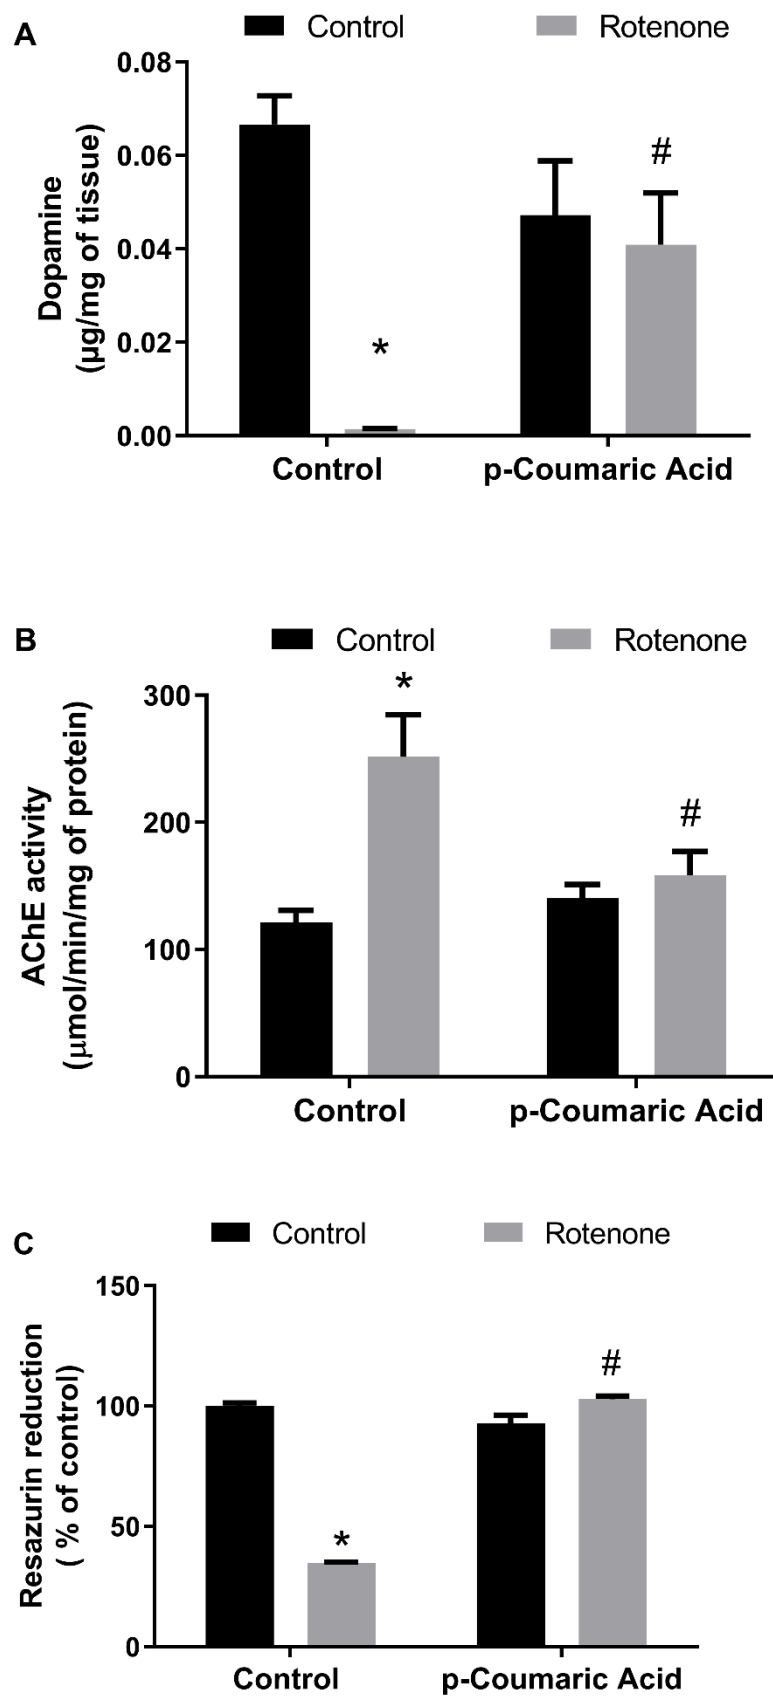 A
Control Rotenone
0.08
0.06
0.04
0.02
0.00
Dopamine
(µg/mg of tissue)
*
#
Control p-Coumaric Acid
B
Control Rotenone
300
200
100
0
AChE activity
(µmol/min/mg of protein)
*
#
Control p-Coumaric Acid
C
Control Rotenone
150
100
50
0
Resazurin reduction
( % of control)
*
#
Control p-Coumaric Acid